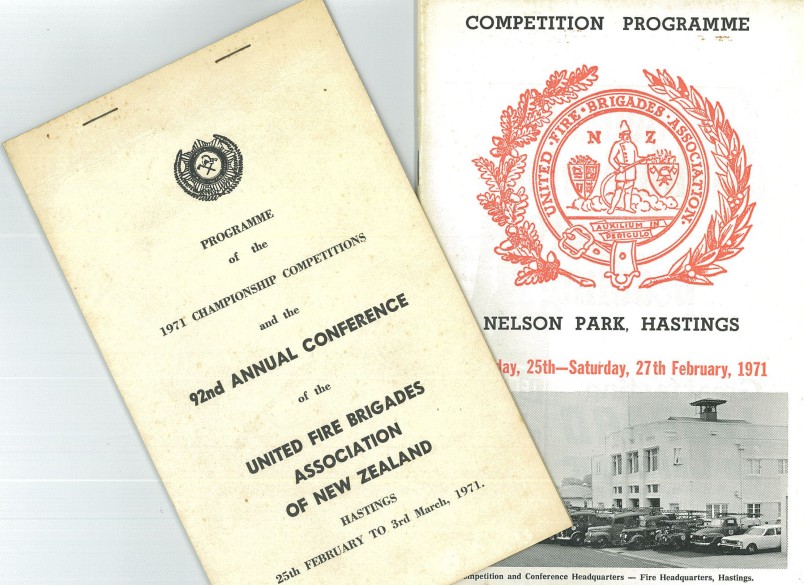 PROGRAMME
of the
1971 CHAMPIONSHIP COMPETITIONS
and the
92nd ANNUAL CONFERENCE
of the
UNITED FIRE BRIGADES
ASSOCIATION
OF NEW ZEALAND
HASTINGS
25th FEBRUARY TO 3rd March, 1971.
COMPETITION PROGRAMME
UNITED · FIRE · BRIGADES · ASSOCIATION ·
N Z
AUXILIUM IN
PERICULO
NELSON PARK, HASTINGS
day, 25th—Saturday, 27th February, 1971
mpetition and Conference Headquarters — Fire Headquarters, Hastings.